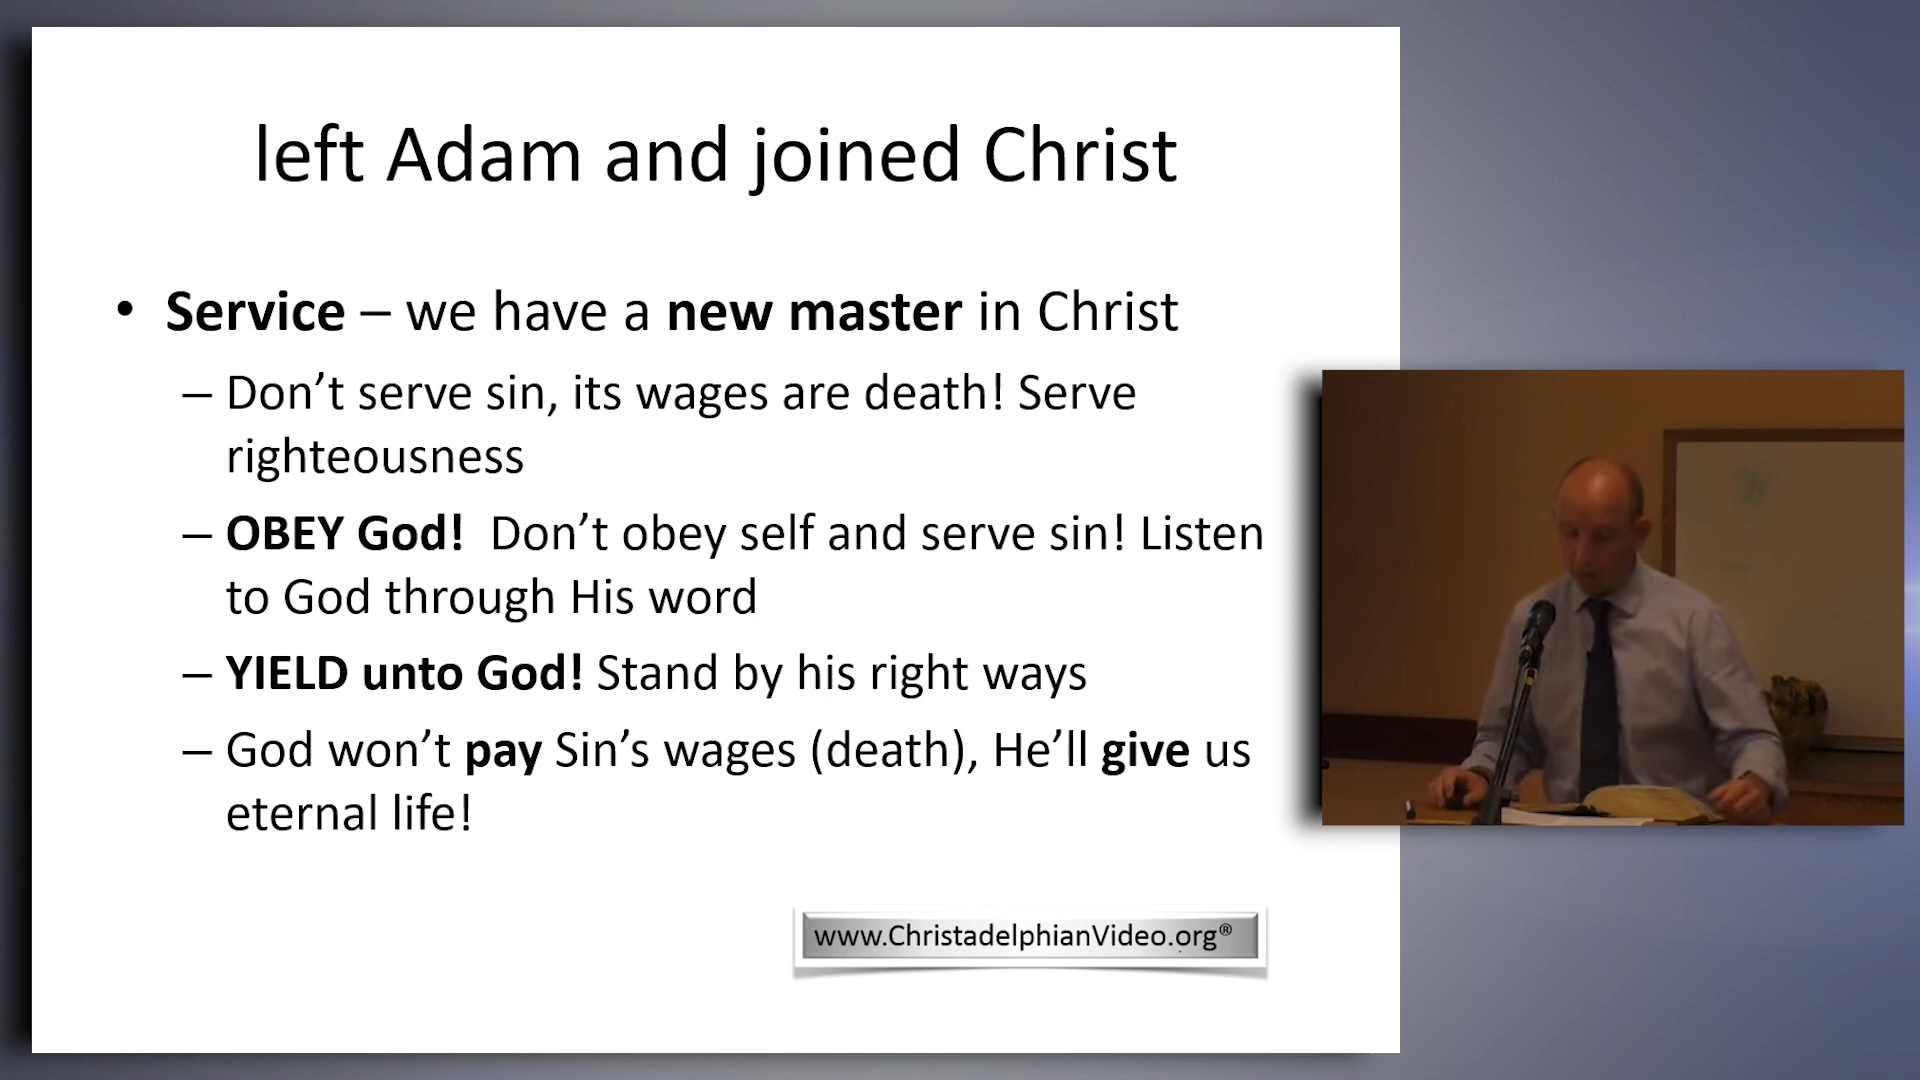 left Adam and joined Christ
• Service – we have a new master in Christ
– Don’t serve sin, its wages are death! Serve
righteousness
– OBEY God!  Don’t obey self and serve sin! Listen
to God through His word
– YIELD unto God! Stand by his right ways
– God won’t pay Sin’s wages (death), He’ll give us
eternal life!
www.ChristadelphianVideo.org®